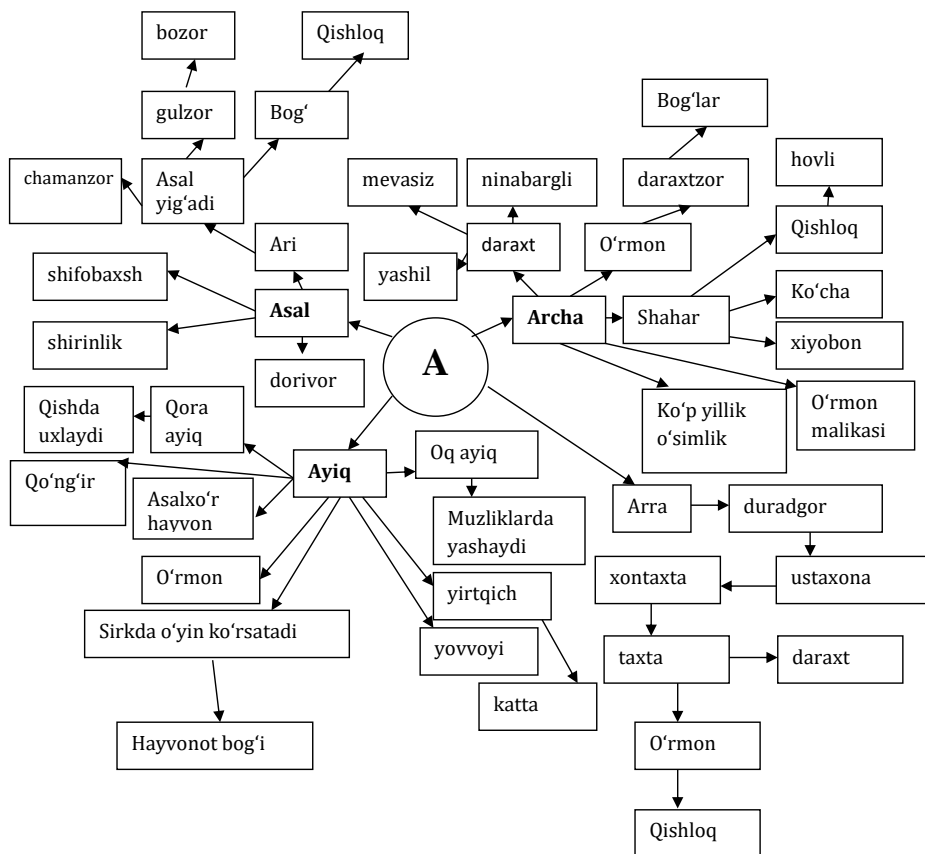 bozor
Qishloq
gulzor
Bog‘
Bog‘lar
chamanzor
Asal
yig‘adi
mevasiz
ninabargli
daraxtzor
hovli
Ari
daraxt
O‘rmon
Qishloq
shifobaxsh
yashil
Asal
Archa
Shahar
Ko‘cha
shirinlik
A
xiyobon
dorivor
Qishda
uxlaydi
Qora
ayiq
Ko‘p yillik
o‘simlik
O‘rmon
malikasi
Qo‘ng‘ir
Asalxo‘r
hayvon
Ayiq
Oq ayiq
Arra
duradgor
Muzliklarda
yashaydi
O‘rmon
yirtqich
xontaxta
ustaxona
Sirkda o‘yin ko‘rsatadi
yovvoyi
taxta
daraxt
katta
Hayvonot bog‘i
O‘rmon
Qishloq